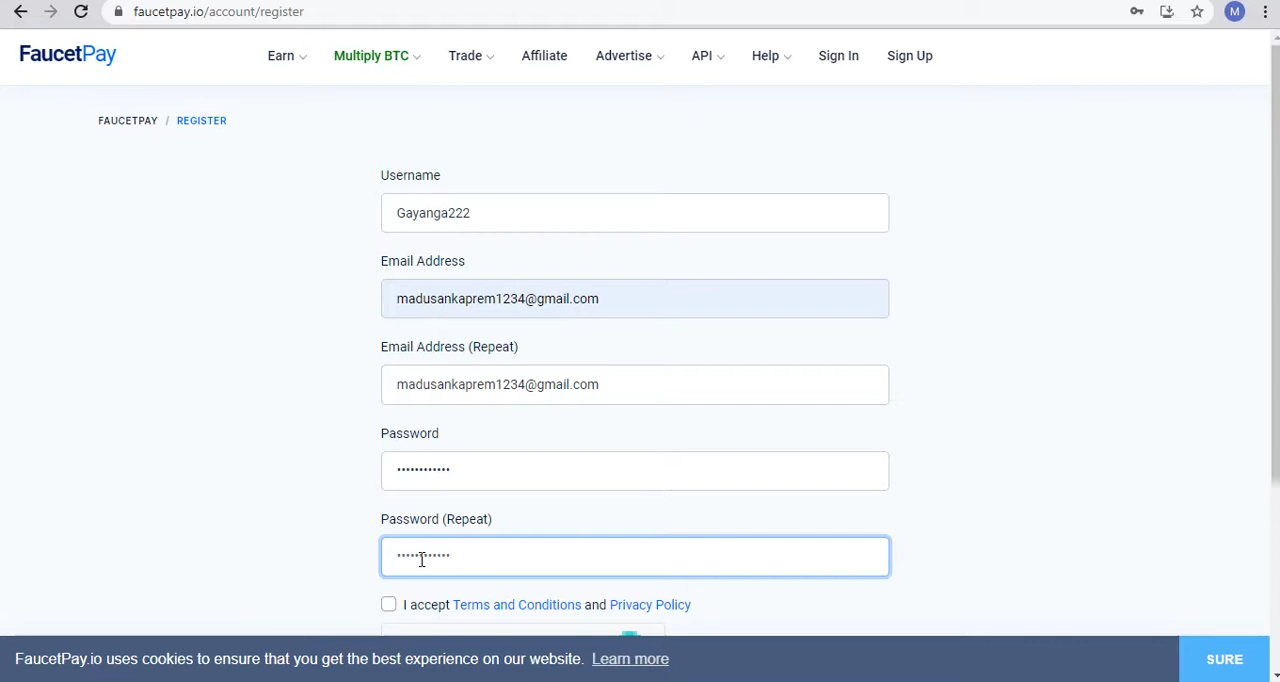 faucetpay.io/account/register
M
FaucetPay
Earn Multiply BTC Trade Affiliate Advertise API Help Sign In Sign Up
FAUCETPAY / REGISTER
Username
Gayanga222
Email Address
madusankaprem1234@gmail.com
Email Address (Repeat)
madusankaprem1234@gmail.com
Password
••••••••••••
Password (Repeat)
************
I accept Terms and Conditions and Privacy Policy
FaucetPay.io uses cookies to ensure that you get the best experience on our website. Learn more
SURE